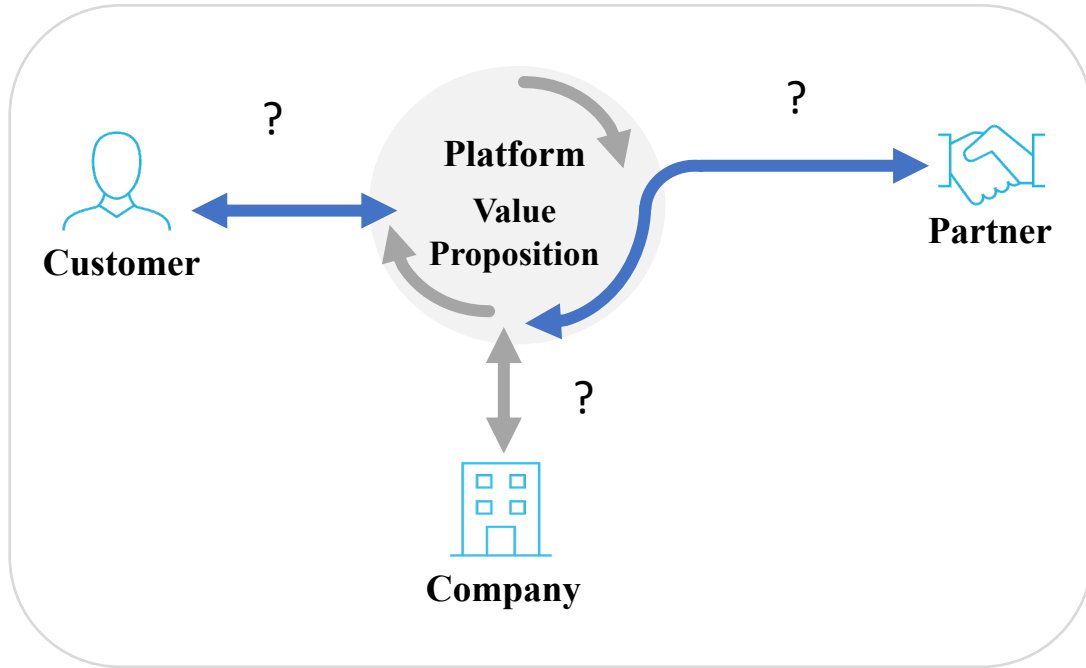 ?
?
Platform
Value
Proposition
Customer
Partner
?
Company